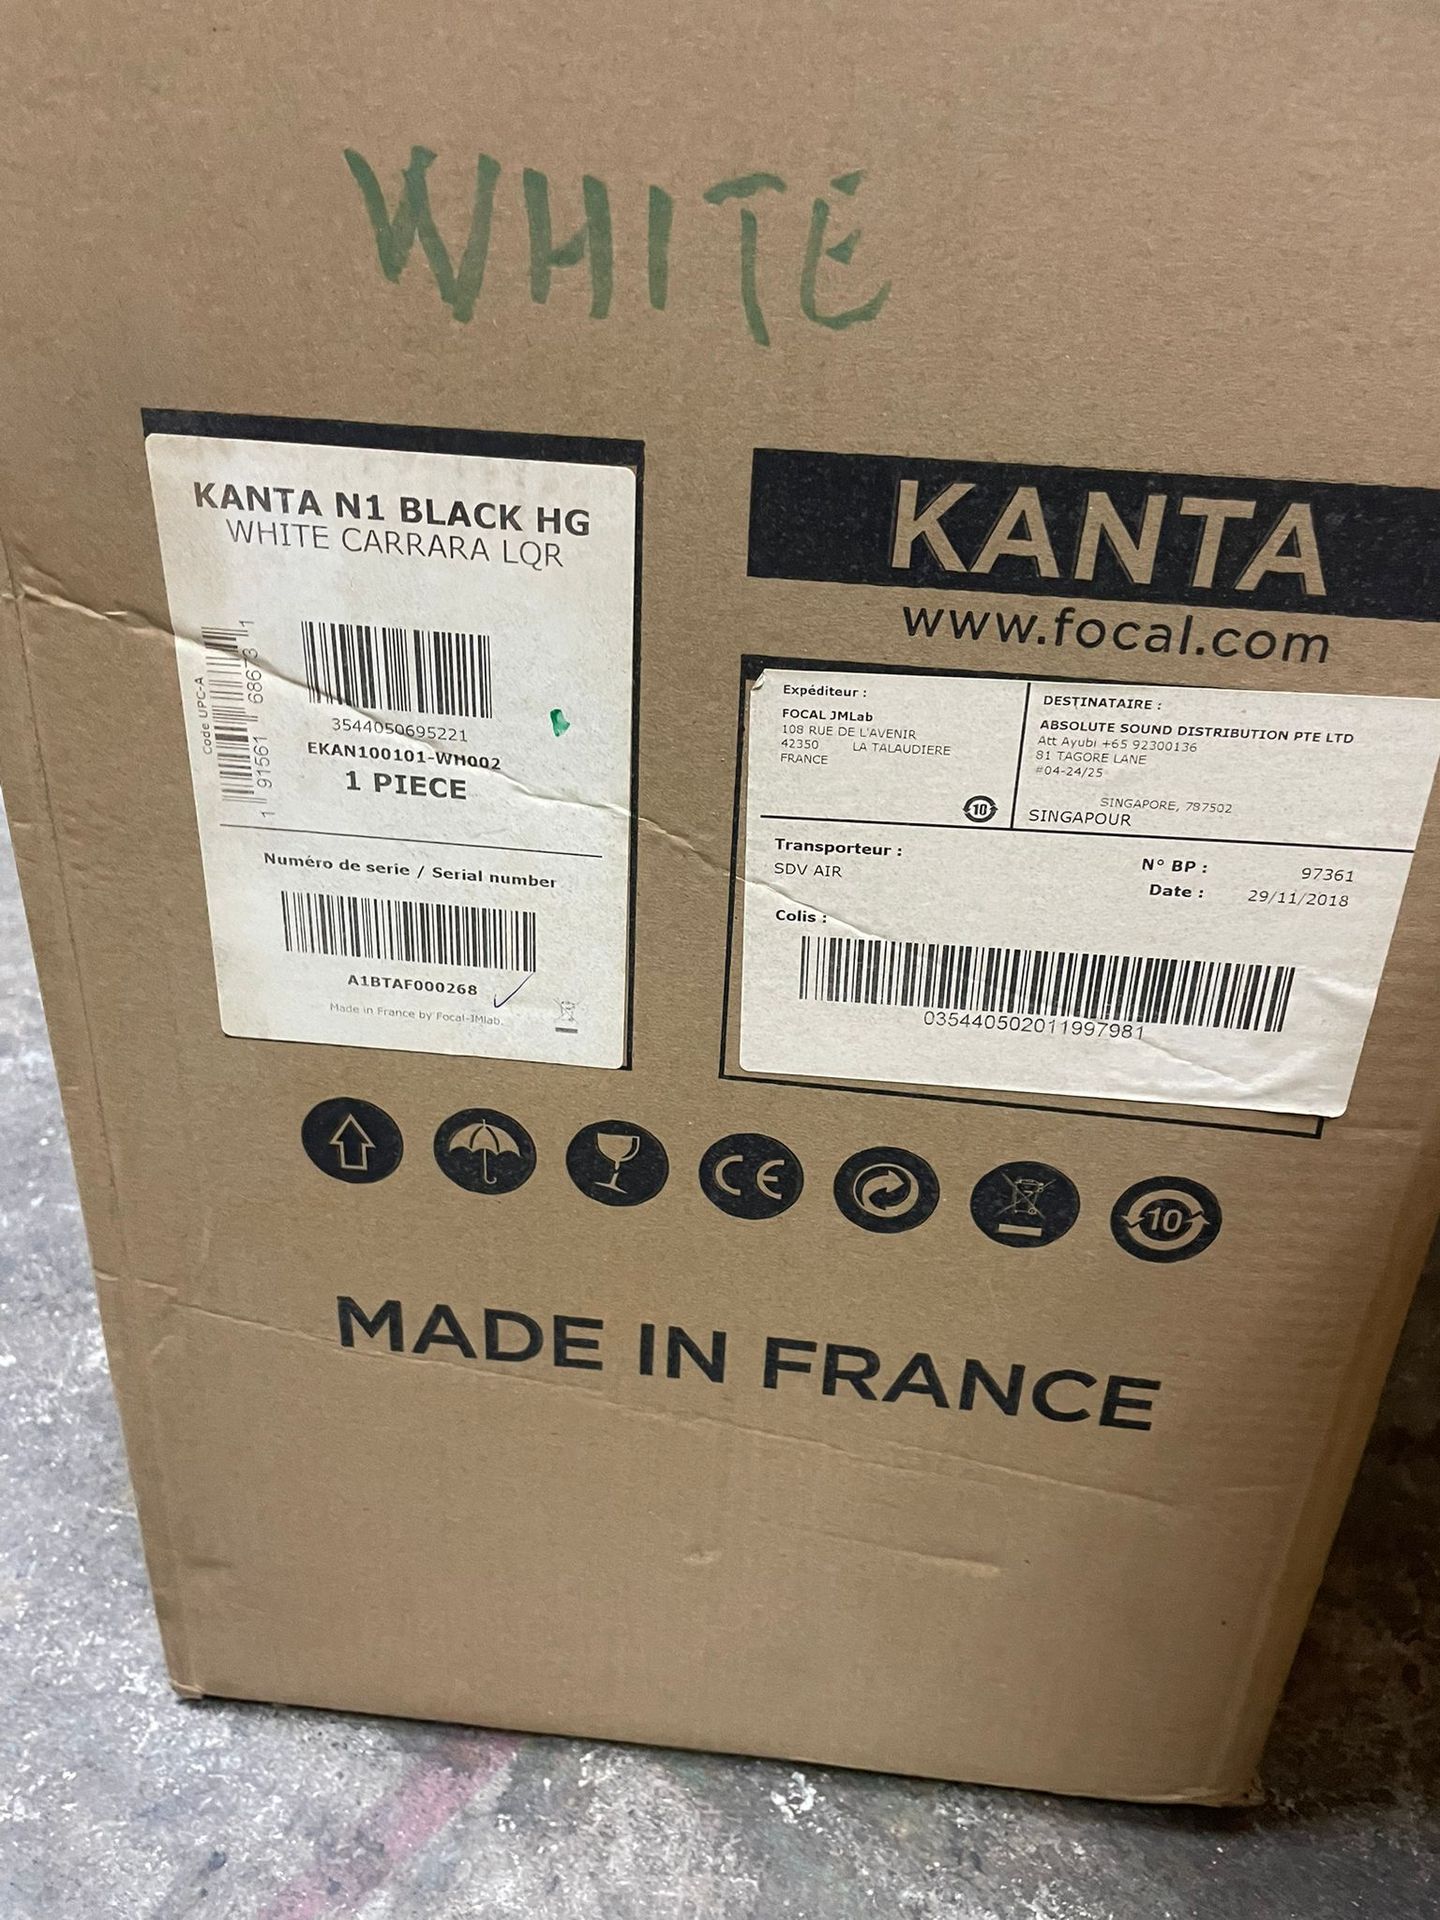 WHITE
KANTA N1 BLACK HG
WHITE CARRARA LQR
Code UPC-A
1 91561 68673 1
3544050695221
EKAN100101-WH002
1 PIECE
Numéro de serie / Serial number
A1BTAF000268
Made in France by Focal-JMlab.
KANTA
www.focal.com
Expéditeur :
FOCAL JMLab
108 RUE DE L'AVENIR
42350 LA TALAUDIERE
FRANCE
10
DESTINATAIRE :
ABSOLUTE SOUND DISTRIBUTION PTE LTD
Att Ayubi +65 92300136
81 TAGORE LANE
#04-24/25
SINGAPORE, 787502
SINGAPOUR
Transporteur :
SDV AIR
N° BP : 97361
Date : 29/11/2018
Colis :
035440502011997981
CE
10
MADE IN FRANCE